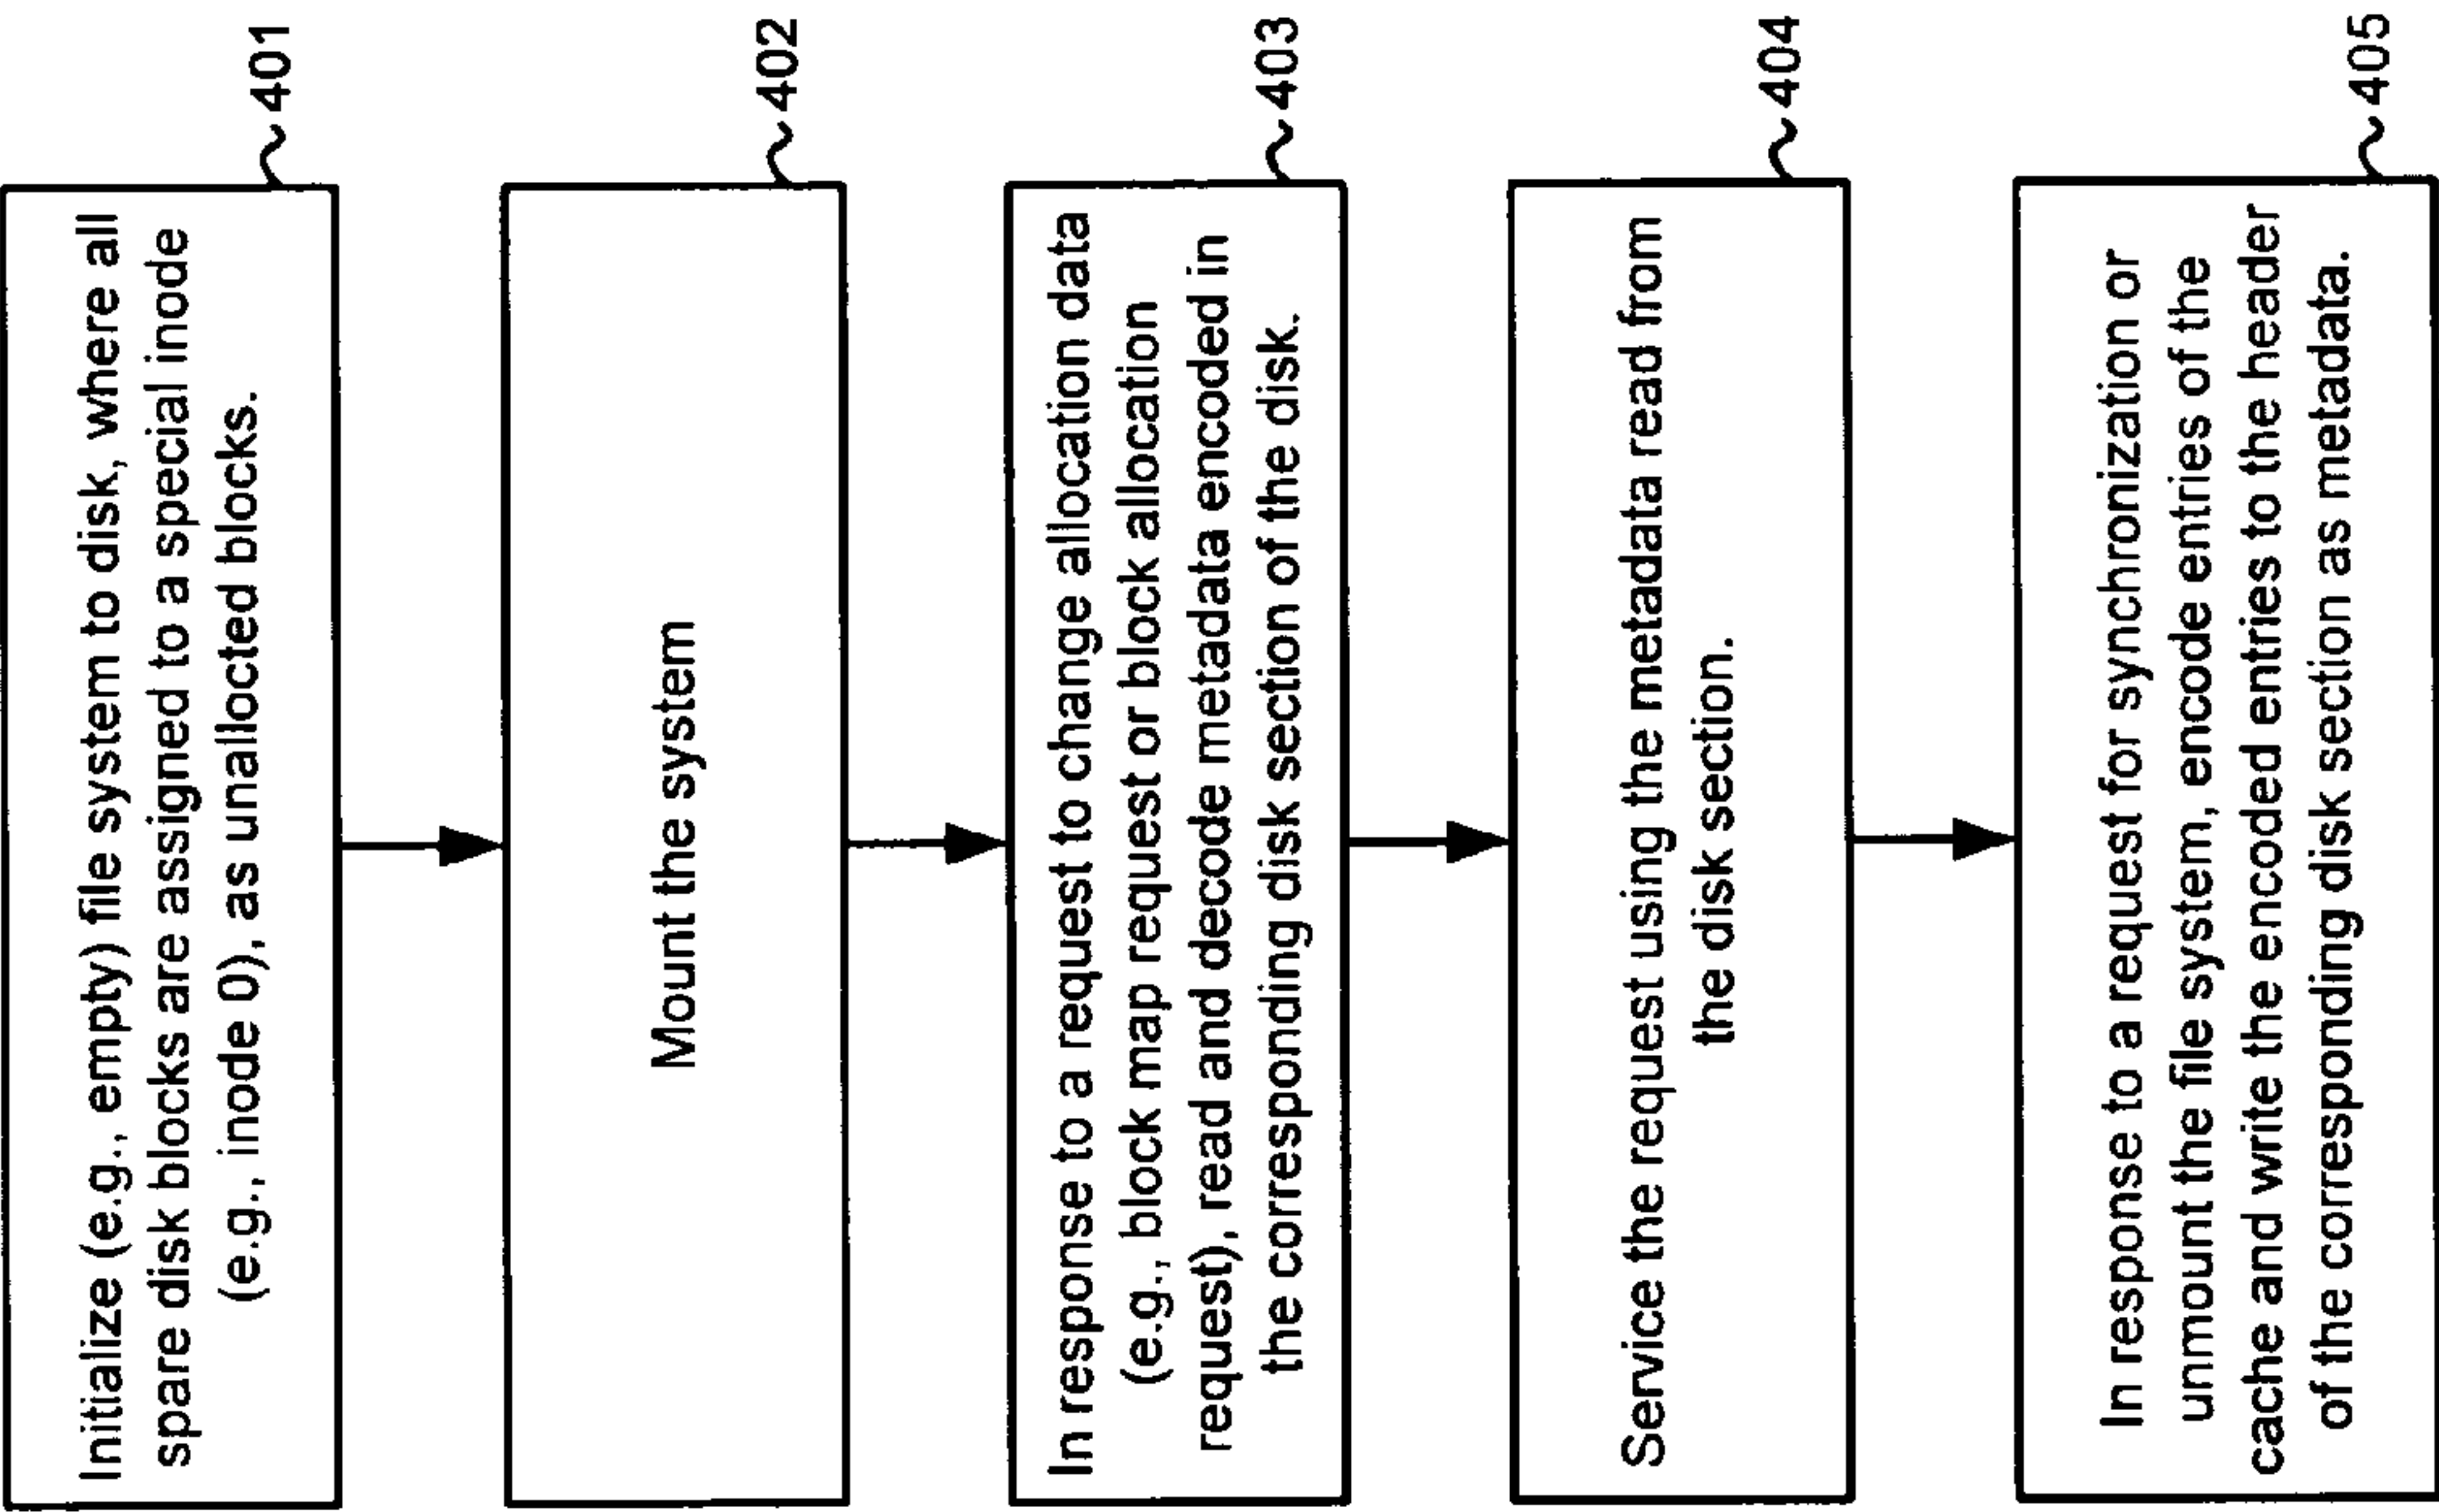 Initialize (e.g., empty) file system to disk, where all
spare disk blocks are assigned to a special inode
(e.g., inode 0), as unallocted blocks.
401
Mount the system
402
In response to a request to change allocation data
(e.g., block map request or block allocation
request), read and decode metadata encoded in
the corresponding disk section of the disk.
403
Service the request using the metadata read from
the disk section.
404
In response to a request for synchronization or
unmount the file system, encode entries of the
cache and write the encoded entries to the header
of the corresponding disk section as metadata.
405